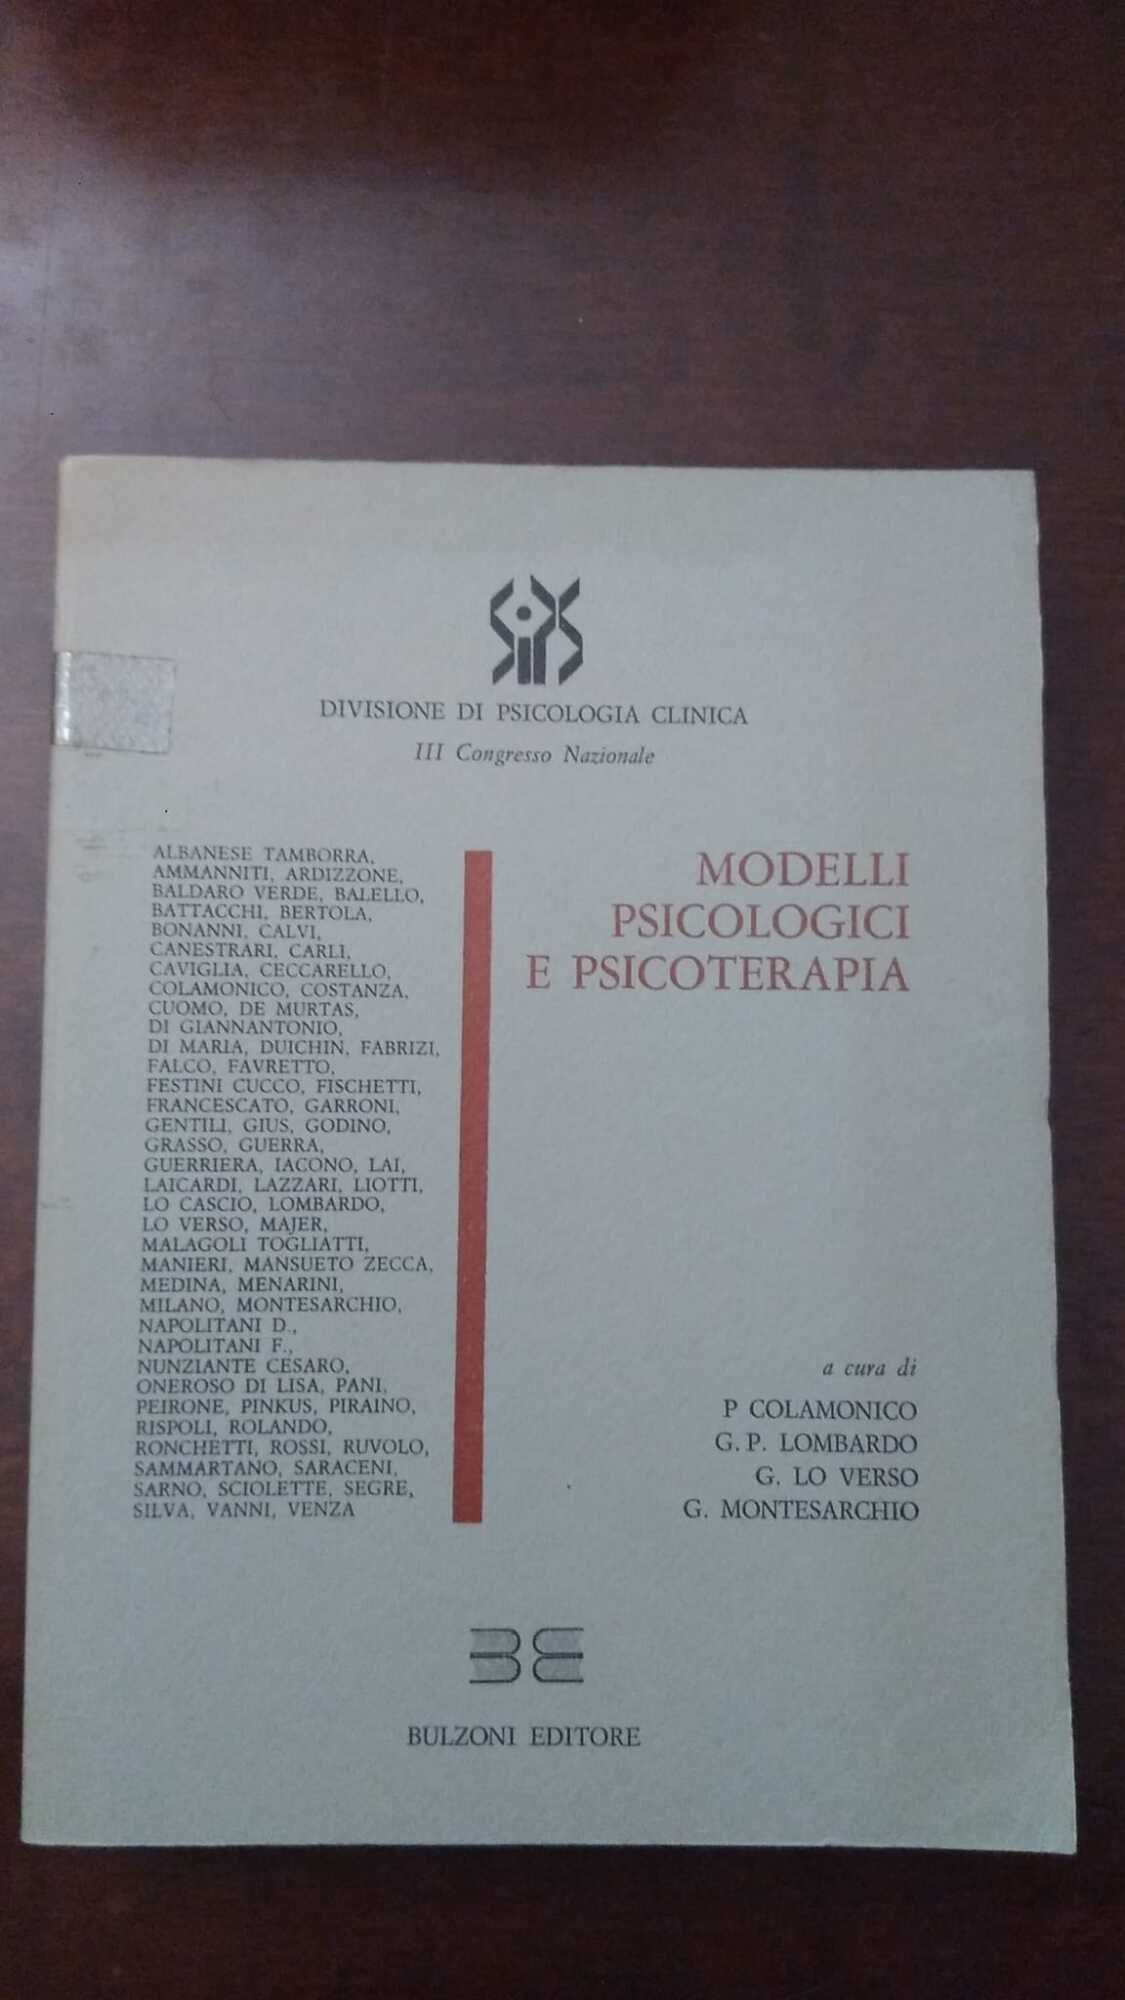 SIPS
DIVISIONE DI PSICOLOGIA CLINICA
III Congresso Nazionale
ALBANESE TAMBORRA,
AMMANNITI, ARDIZZONE,
BALDARO VERDE, BALELLO,
BATTACCHI, BERTOLA,
BONANNI, CALVI,
CANESTRARI, CARLI,
CAVIGLIA, CECCARELLO,
COLAMONICO, COSTANZA,
CUOMO, DE MURTAS,
DI GIANNANTONIO,
DI MARIA, DUICHIN, FABRIZI,
FALCO, FAVRETTO,
FESTINI CUCCO, FISCHETTI,
FRANCESCATO, GARRONI,
GENTILI, GIUS, GODINO,
GRASSO, GUERRA,
GUERRIERA, IACONO, LAI,
LAICARDI, LAZZARI, LIOTTI,
LO CASCIO, LOMBARDO,
LO VERSO, MAJER,
MALAGOLI TOGLIATTI,
MANIERI, MANSUETO ZECCA,
MEDINA, MENARINI,
MILANO, MONTESARCHIO,
NAPOLITANI D.,
NAPOLITANI F.,
NUNZIANTE CESARO,
ONEROSO DI LISA, PANI,
PEIRONE, PINKUS, PIRAINO,
RISPOLI, ROLANDO,
RONCHETTI, ROSSI, RUVOLO,
SAMMARTANO, SARACENI,
SARNO, SCIOLETTE, SEGRE,
SILVA, VANNI, VENZA
MODELLI
PSICOLOGICI
E PSICOTERAPIA
a cura di
P COLAMONICO
G. P. LOMBARDO
G. LO VERSO
G. MONTESARCHIO
BE
BULZONI EDITORE